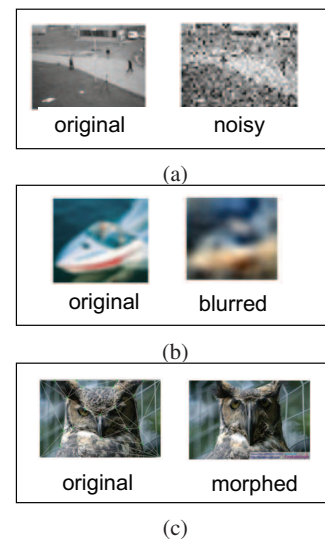 original noisy
(a)
original blurred
(b)
original morphed
(c)